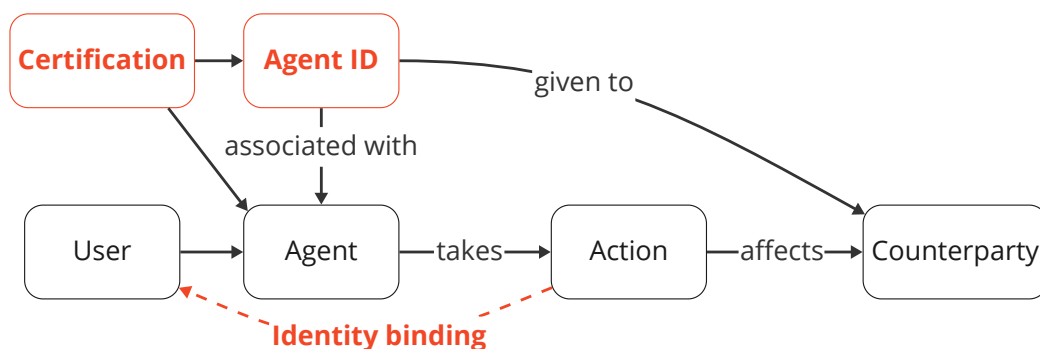 Certification
Agent ID
given to
associated with
User
Agent
takes
Action
affects
Counterparty
Identity binding